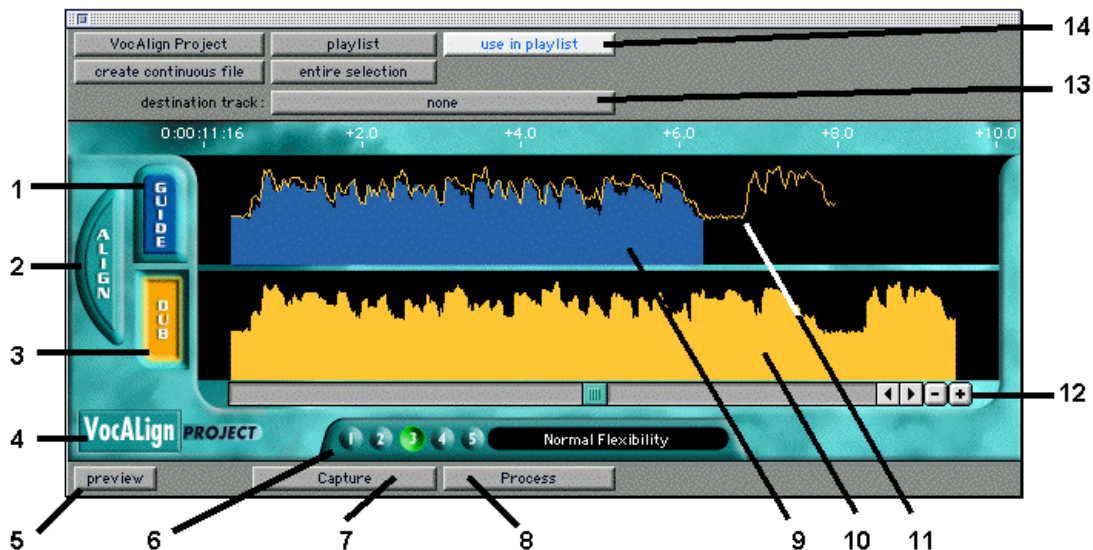 14
VocAlign Project playlist use in playlist
create continuous file entire selection
13
destination track: none
0:00:11:16 +2.0 +4.0 +6.0 +8.0 +10.0
1
GUIDE
2
ALIGN
3
DUB
12
4
VocALign PROJECT
1 2 3 4 5 Normal Flexibility
preview Capture Process
5 6 7 8 9 10 11